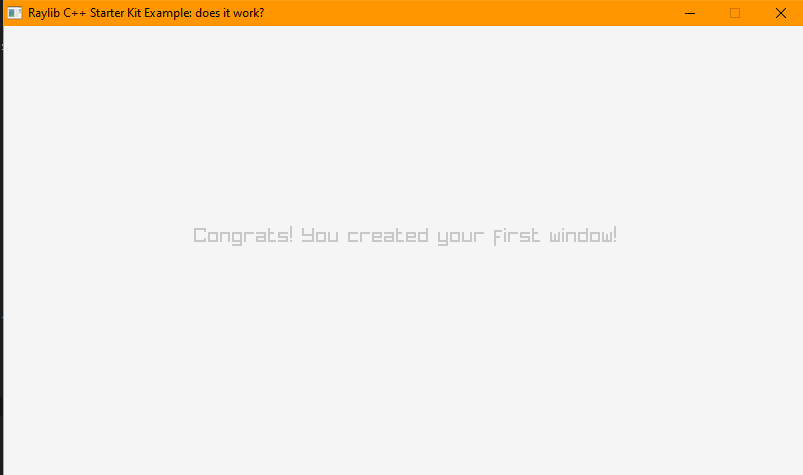 Raylib C++ Starter Kit Example: does it work?
Congrats! You created your first window!